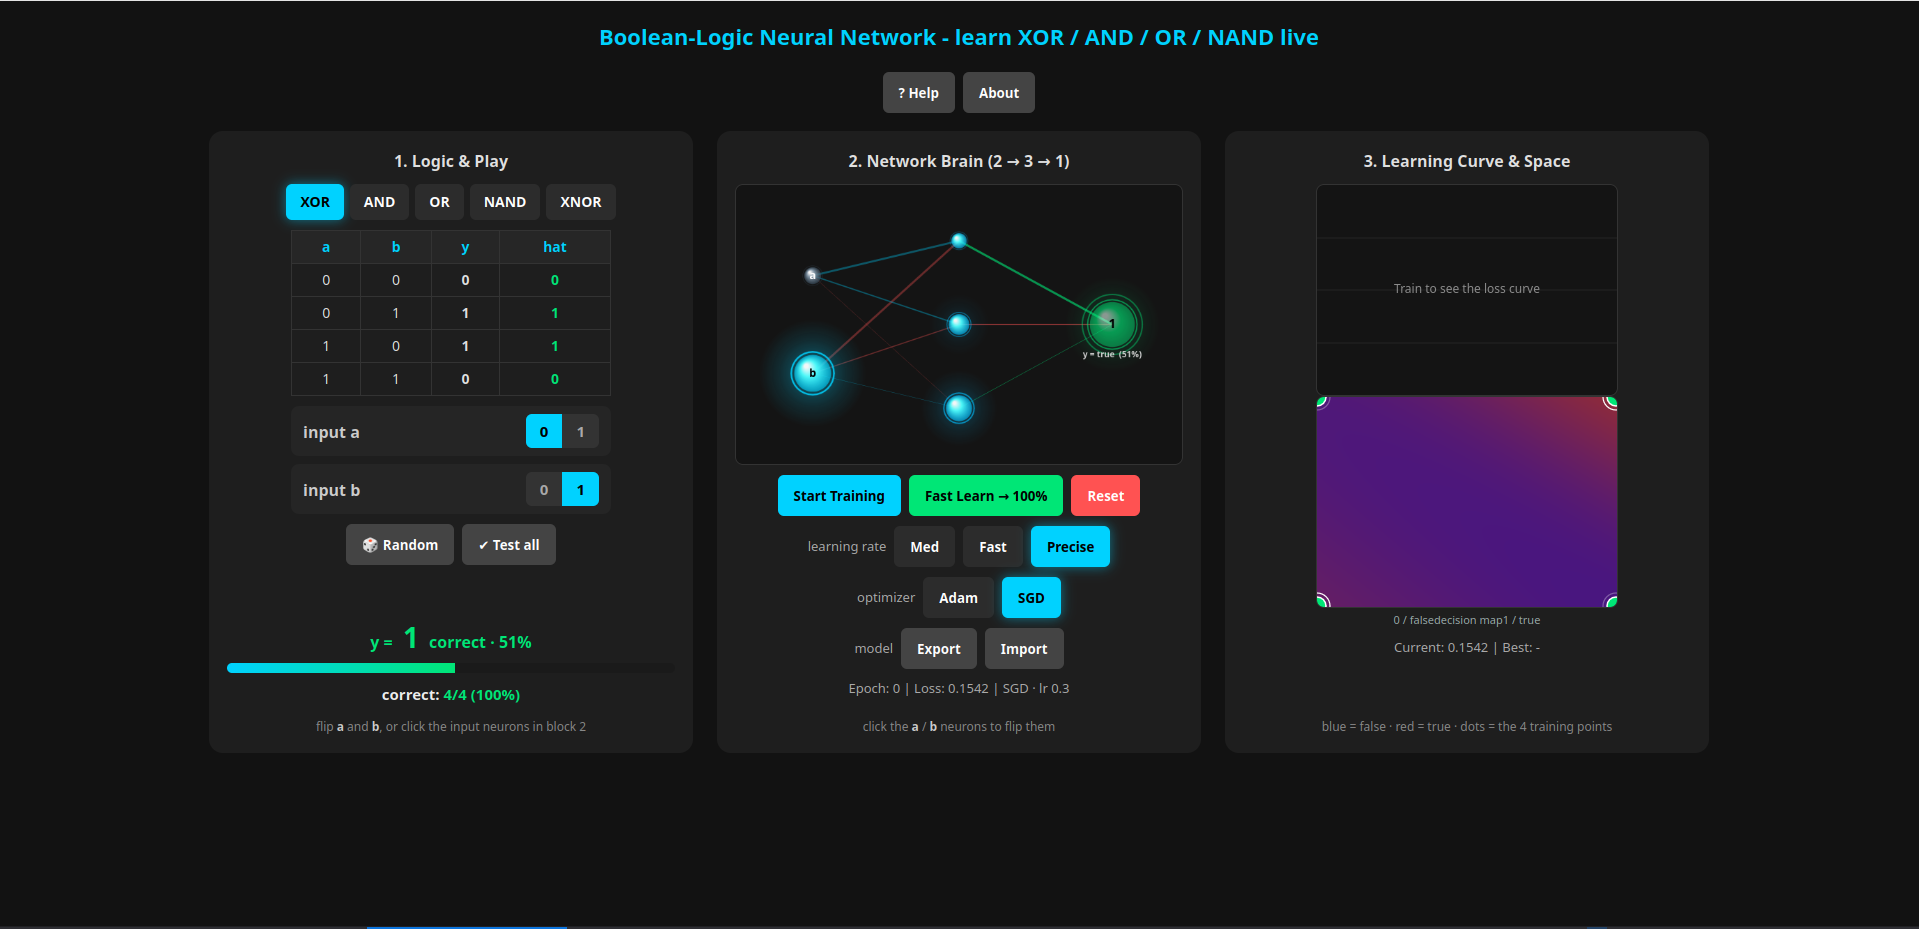 Boolean-Logic Neural Network - learn XOR / AND / OR / NAND live
? Help About
1. Logic & Play
XOR AND OR NAND XNOR
a b y hat
0 0 0 0
0 1 1 1
1 0 1 1
1 1 0 0
input a 0 1
input b 0 1
🎲 Random ✔ Test all
y = 1 correct · 51%
correct: 4/4 (100%)
flip a and b, or click the input neurons in block 2
2. Network Brain (2 → 3 → 1)
a
b
1
y = true (51%)
Start Training Fast Learn → 100% Reset
learning rate Med Fast Precise
optimizer Adam SGD
model Export Import
Epoch: 0 | Loss: 0.1542 | SGD · lr 0.3
click the a / b neurons to flip them
3. Learning Curve & Space
Train to see the loss curve
0 / falsedecision map1 / true
Current: 0.1542 | Best: -
blue = false · red = true · dots = the 4 training points